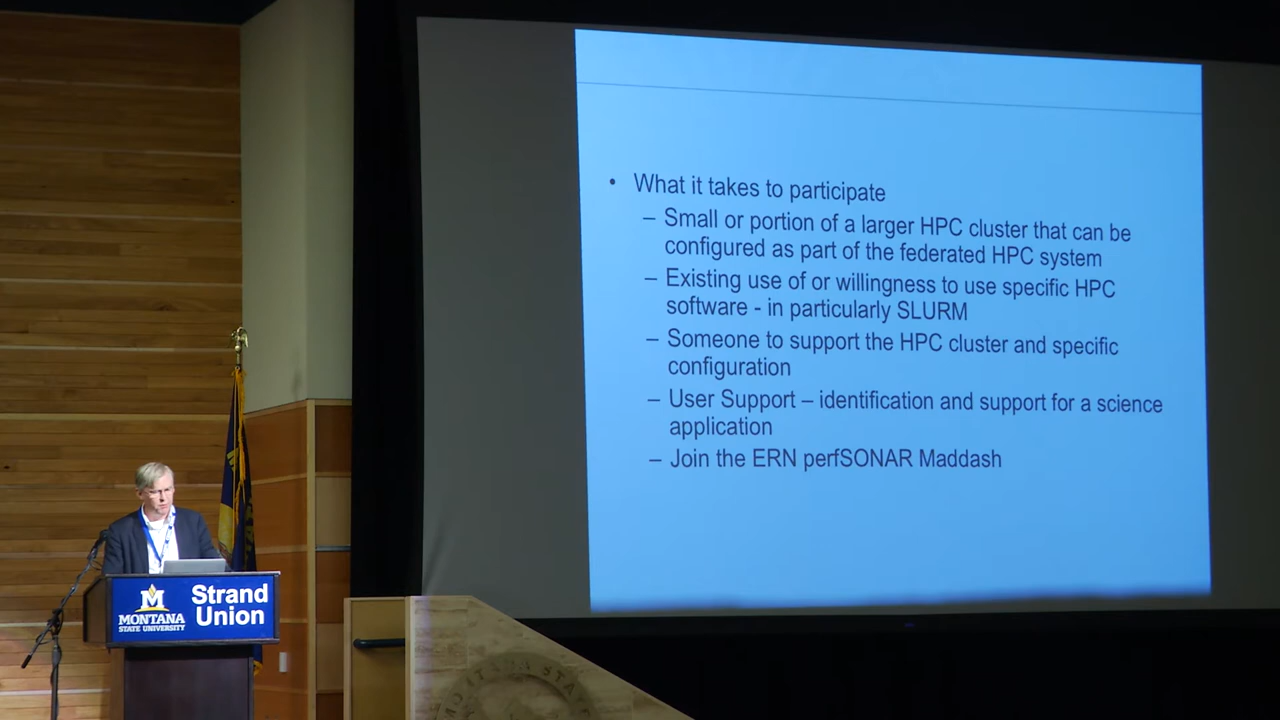 • What it takes to participate
– Small or portion of a larger HPC cluster that can be
configured as part of the federated HPC system
– Existing use of or willingness to use specific HPC
software - in particularly SLURM
– Someone to support the HPC cluster and specific
configuration
– User Support – identification and support for a science
application
– Join the ERN perfSONAR Maddash
M
MONTANA
STATE UNIVERSITY
Strand
Union
MONTANA STA